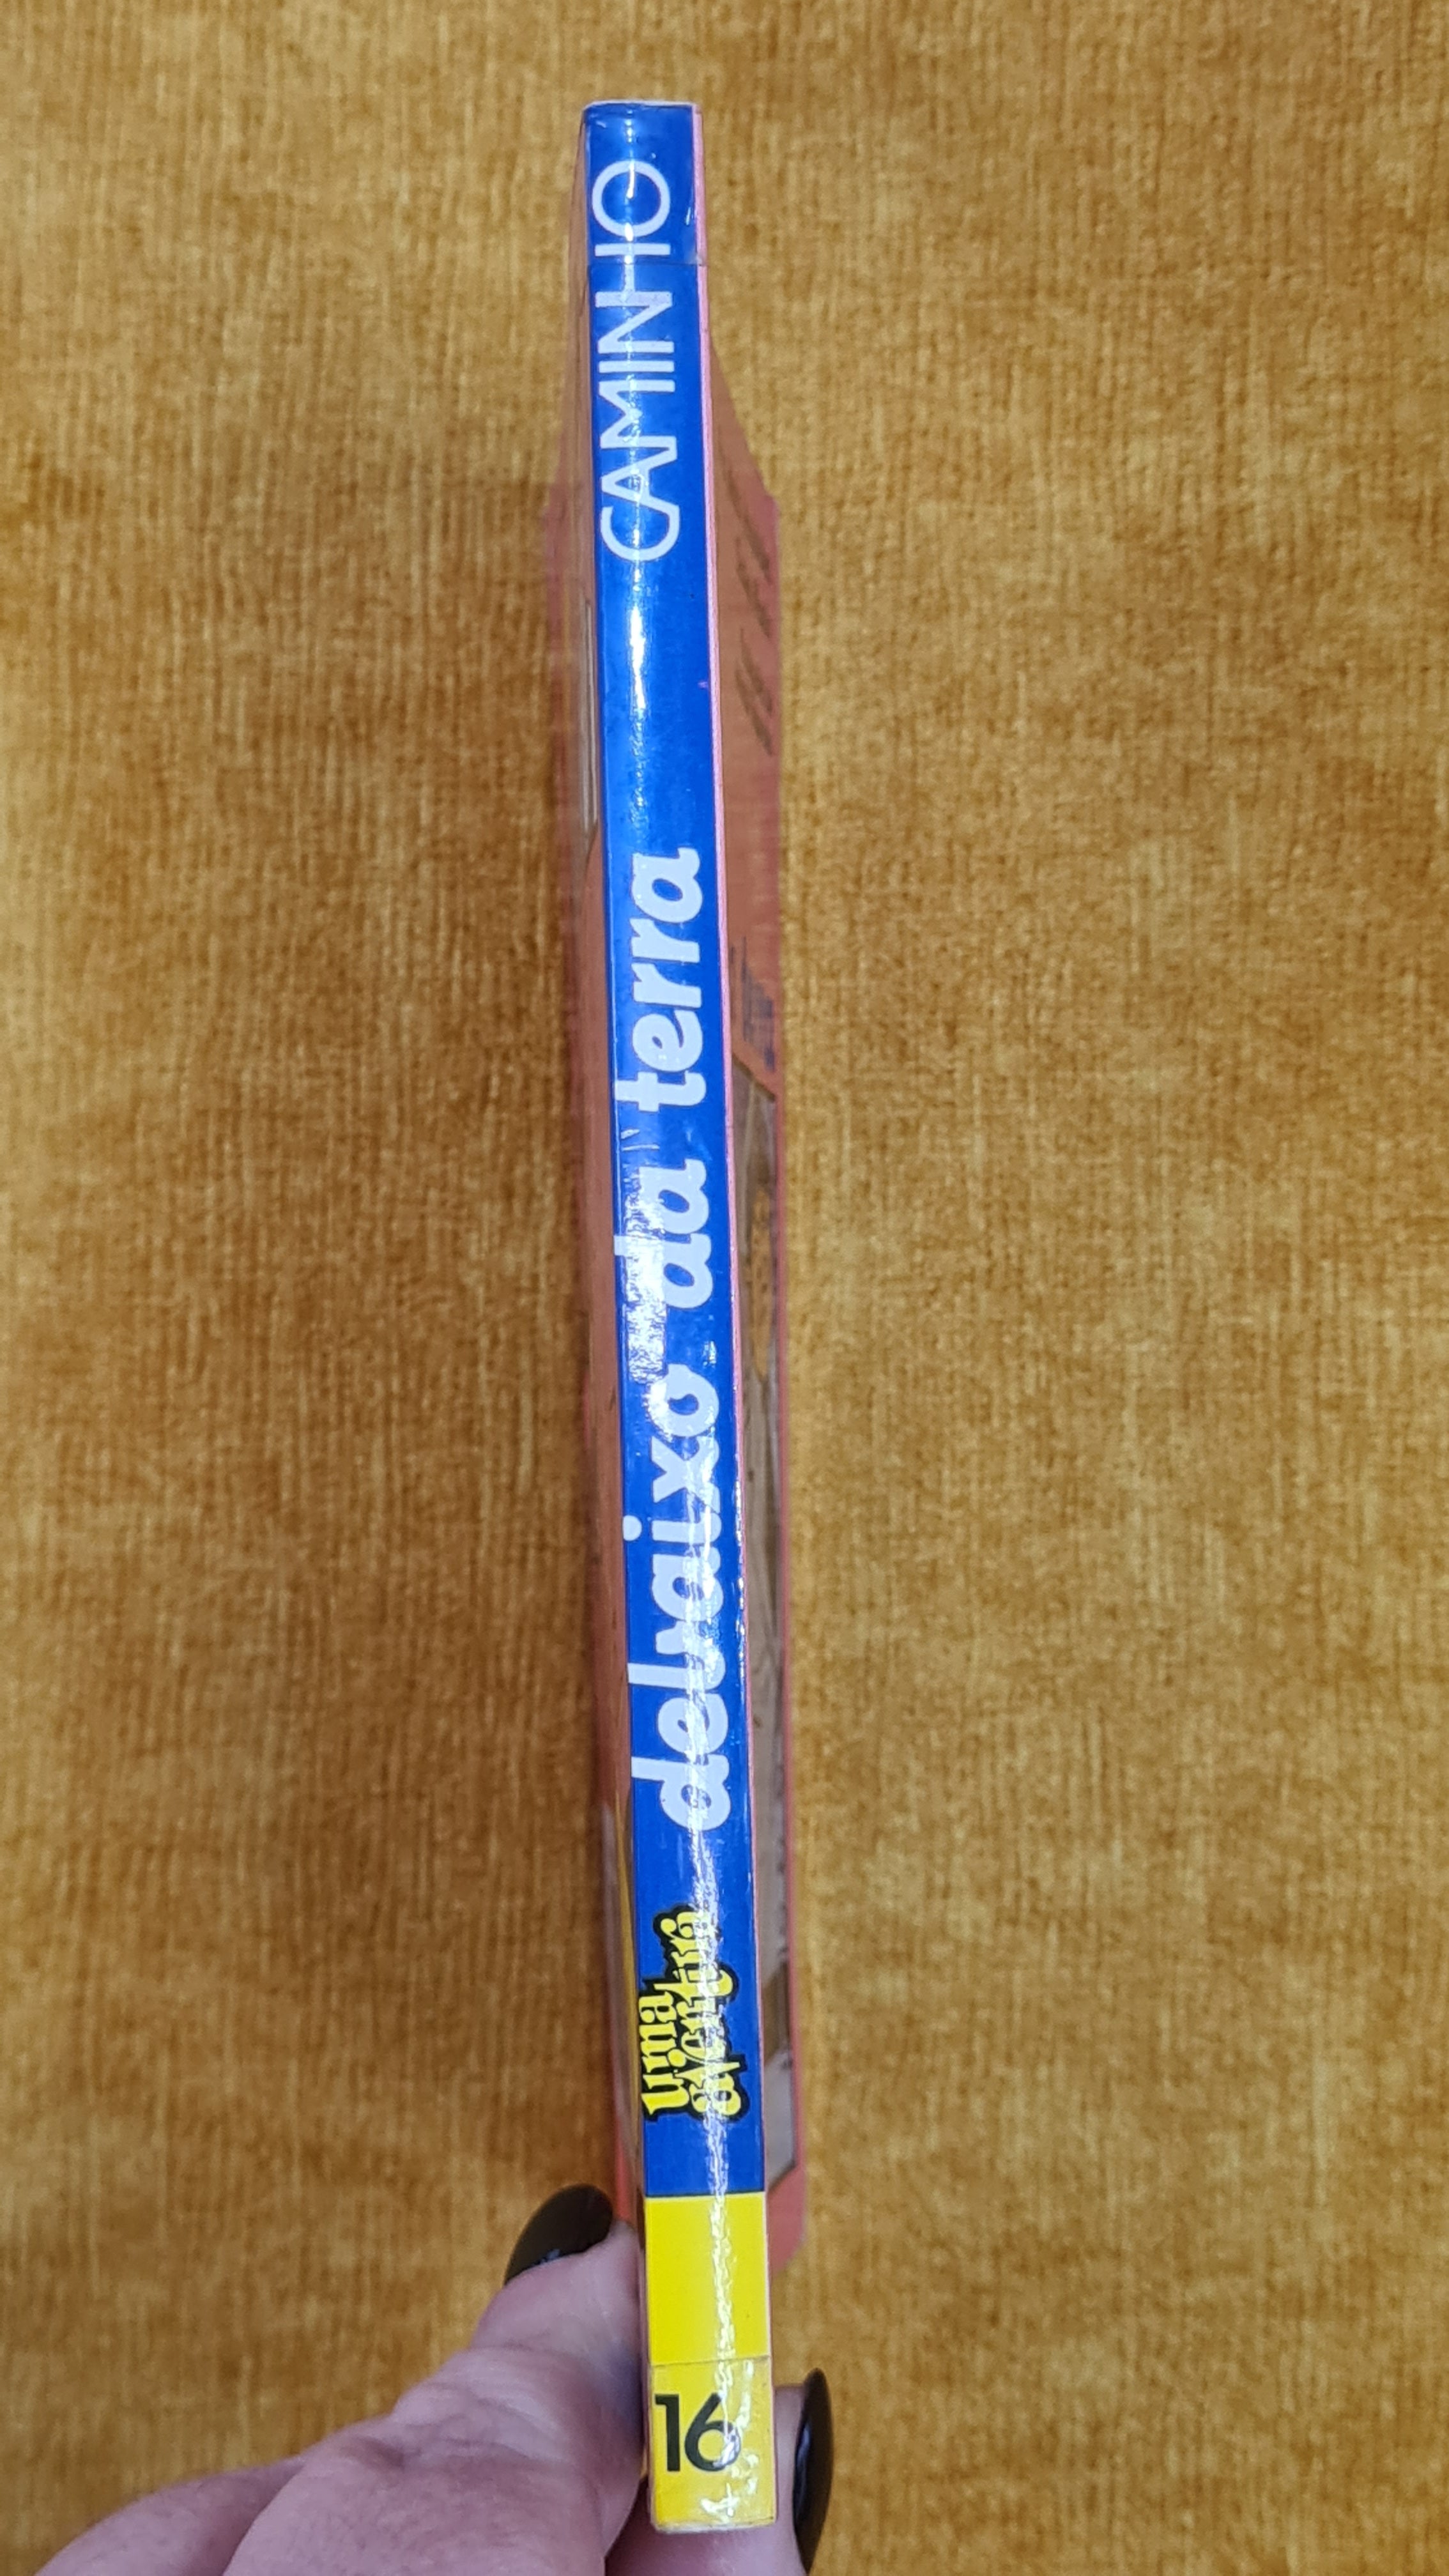 CAMINHO
debaixo da terra
uma
aventura
16